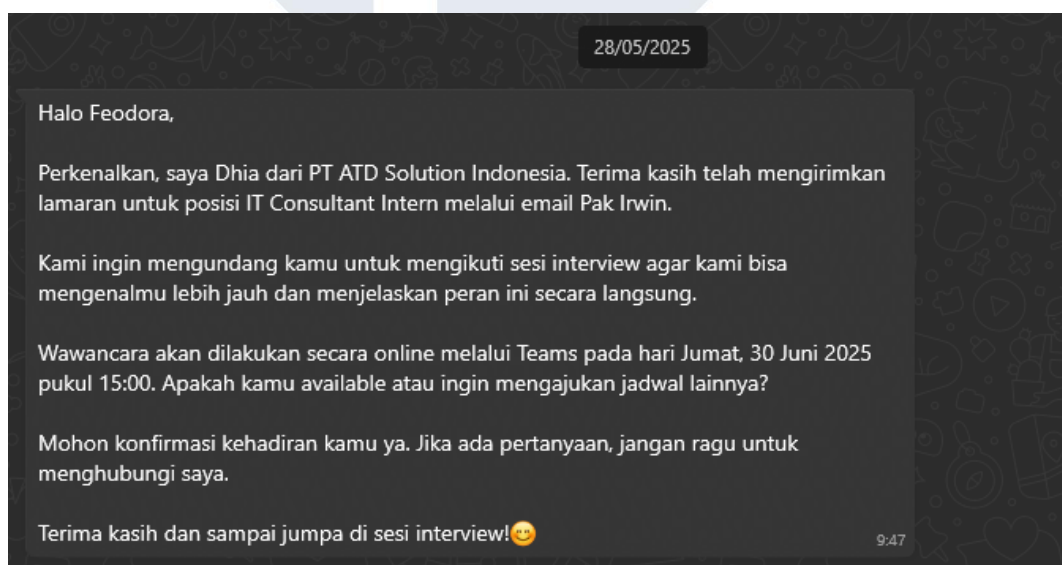 28/05/2025
Halo Feodora,
Perkenalkan, saya Dhia dari PT ATD Solution Indonesia. Terima kasih telah mengirimkan
lamaran untuk posisi IT Consultant Intern melalui email Pak Irwin.
Kami ingin mengundang kamu untuk mengikuti sesi interview agar kami bisa
mengenalmu lebih jauh dan menjelaskan peran ini secara langsung.
Wawancara akan dilakukan secara online melalui Teams pada hari Jumat, 30 Juni 2025
pukul 15:00. Apakah kamu available atau ingin mengajukan jadwal lainnya?
Mohon konfirmasi kehadiran kamu ya. Jika ada pertanyaan, jangan ragu untuk
menghubungi saya.
Terima kasih dan sampai jumpa di sesi interview!😊
9:47